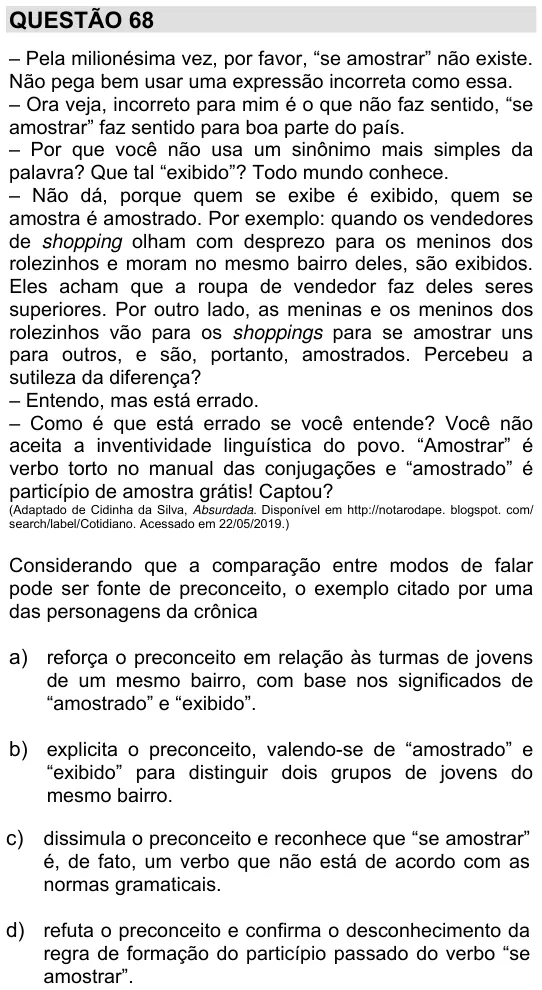 QUESTÃO 68
– Pela milionésima vez, por favor, “se amostrar” não existe.
Não pega bem usar uma expressão incorreta como essa.
– Ora veja, incorreto para mim é o que não faz sentido, “se
amostrar” faz sentido para boa parte do país.
– Por que você não usa um sinônimo mais simples da
palavra? Que tal “exibido”? Todo mundo conhece.
– Não dá, porque quem se exibe é exibido, quem se
amostra é amostrado. Por exemplo: quando os vendedores
de shopping olham com desprezo para os meninos dos
rolezinhos e moram no mesmo bairro deles, são exibidos.
Eles acham que a roupa de vendedor faz deles seres
superiores. Por outro lado, as meninas e os meninos dos
rolezinhos vão para os shoppings para se amostrar uns
para outros, e são, portanto, amostrados. Percebeu a
sutileza da diferença?
– Entendo, mas está errado.
– Como é que está errado se você entende? Você não
aceita a inventividade linguística do povo. “Amostrar” é
verbo torto no manual das conjugações e “amostrado” é
particípio de amostra grátis! Captou?
(Adaptado de Cidinha da Silva, Absurdada. Disponível em http://notarodape. blogspot. com/
search/label/Cotidiano. Acessado em 22/05/2019.)
Considerando que a comparação entre modos de falar
pode ser fonte de preconceito, o exemplo citado por uma
das personagens da crônica
a) reforça o preconceito em relação às turmas de jovens
de um mesmo bairro, com base nos significados de
“amostrado” e “exibido”.
b) explicita o preconceito, valendo-se de “amostrado” e
“exibido” para distinguir dois grupos de jovens do
mesmo bairro.
c) dissimula o preconceito e reconhece que “se amostrar”
é, de fato, um verbo que não está de acordo com as
normas gramaticais.
d) refuta o preconceito e confirma o desconhecimento da
regra de formação do particípio passado do verbo “se
amostrar”.